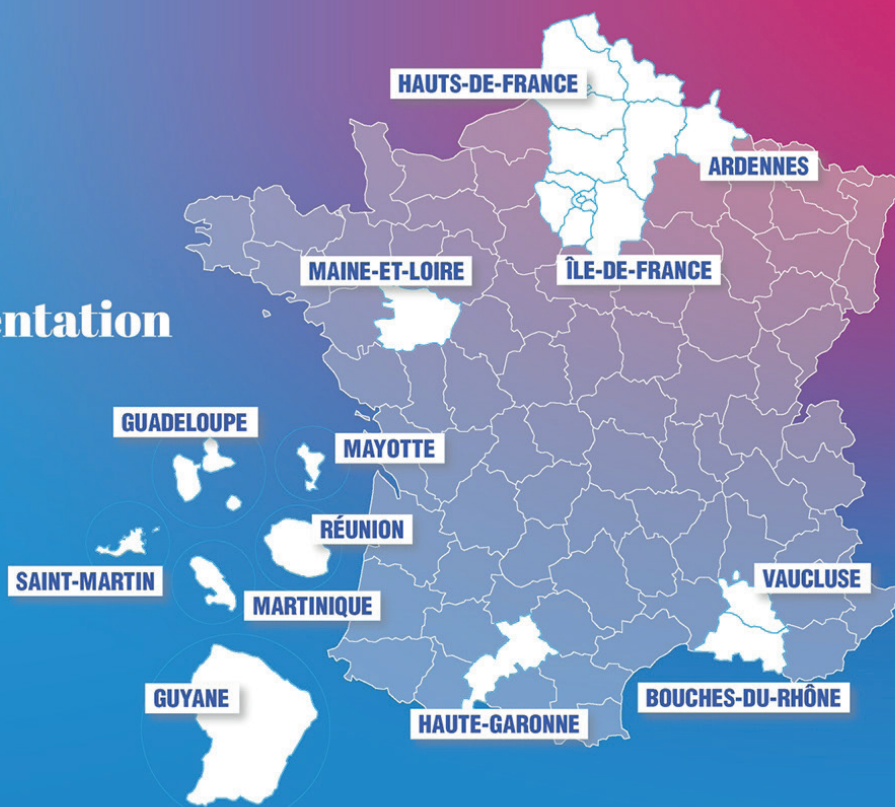 HAUTS-DE-FRANCE
ARDENNES
MAINE-ET-LOIRE
ÎLE-DE-FRANCE
GUADELOUPE
MAYOTTE
RÉUNION
SAINT-MARTIN
MARTINIQUE
VAUCLUSE
GUYANE
BOUCHES-DU-RHÔNE
HAUTE-GARONNE